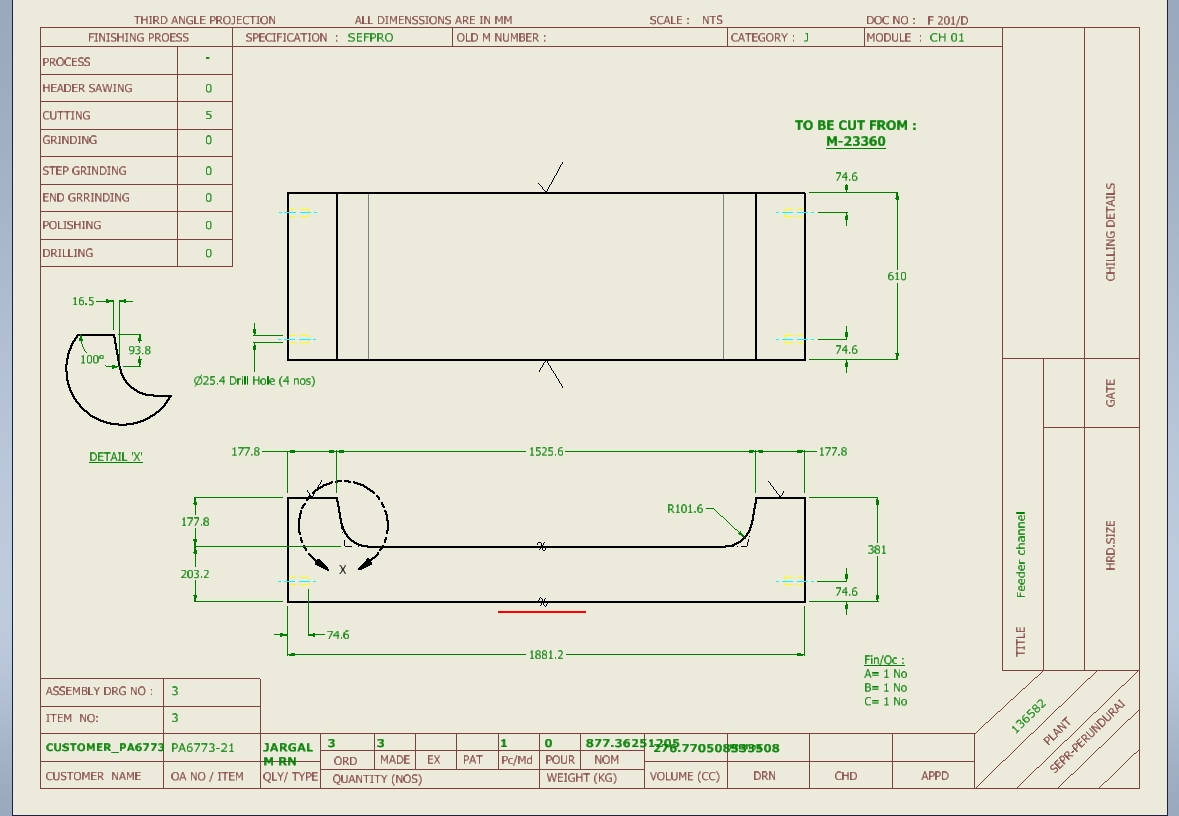 THIRD ANGLE PROJECTION ALL DIMENSSIONS ARE IN MM SCALE : NTS DOC NO : F 201/D
FINISHING PROESS SPECIFICATION : SEFPRO OLD M NUMBER : CATEGORY : J MODULE : CH 01
PROCESS -
HEADER SAWING 0
CUTTING 5
GRINDING 0
STEP GRINDING 0
END GRRINDING 0
POLISHING 0
DRILLING 0
TO BE CUT FROM :
M-23360
74.6
610
74.6
Ø25.4 Drill Hole (4 nos)
16.5
93.8
100°
DETAIL 'X'
177.8 1525.6 177.8
R101.6
177.8
203.2
381
X
74.6
74.6
1881.2
Fin/Qc :
A= 1 No
B= 1 No
C= 1 No
CHILLING DETAILS
GATE
HRD.SIZE
TITLE Feeder channel
136582
PLANT
SEPR-PERUNDURAI
ASSEMBLY DRG NO : 3
ITEM NO: 3
CUSTOMER_PA6773 PA6773-21 JARGAL M RN 3 3 1 0 877.36251205
ORD MADE EX PAT Pc/Md POUR NOM
CUSTOMER NAME OA NO / ITEM QLY/ TYPE QUANTITY (NOS) WEIGHT (KG) VOLUME (CC) DRN CHD APPD